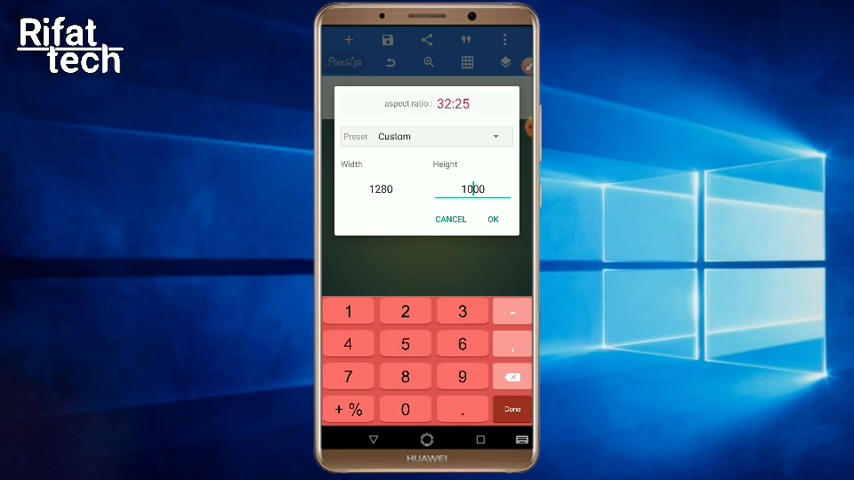 Rifat
tech
PixelLab
aspect ratio : 32:25
Preset Custom
Width Height
1280 1000
CANCEL OK
1 2 3 -
4 5 6 ,
7 8 9
+ % 0 . Done
HUAWEI